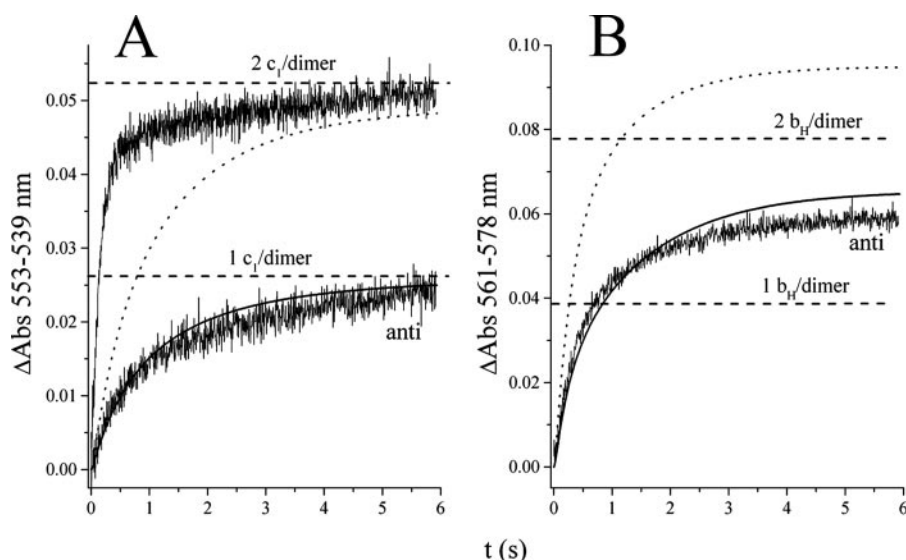 A
B
2 c₁/dimer
1 c₁/dimer
anti
ΔAbs 553-539 nm
0.05
0.04
0.03
0.02
0.01
0.00
0 1 2 3 4 5 6
2 b_H/dimer
1 b_H/dimer
anti
ΔAbs 561-578 nm
0.10
0.08
0.06
0.04
0.02
0.00
0 1 2 3 4 5 6
t (s)